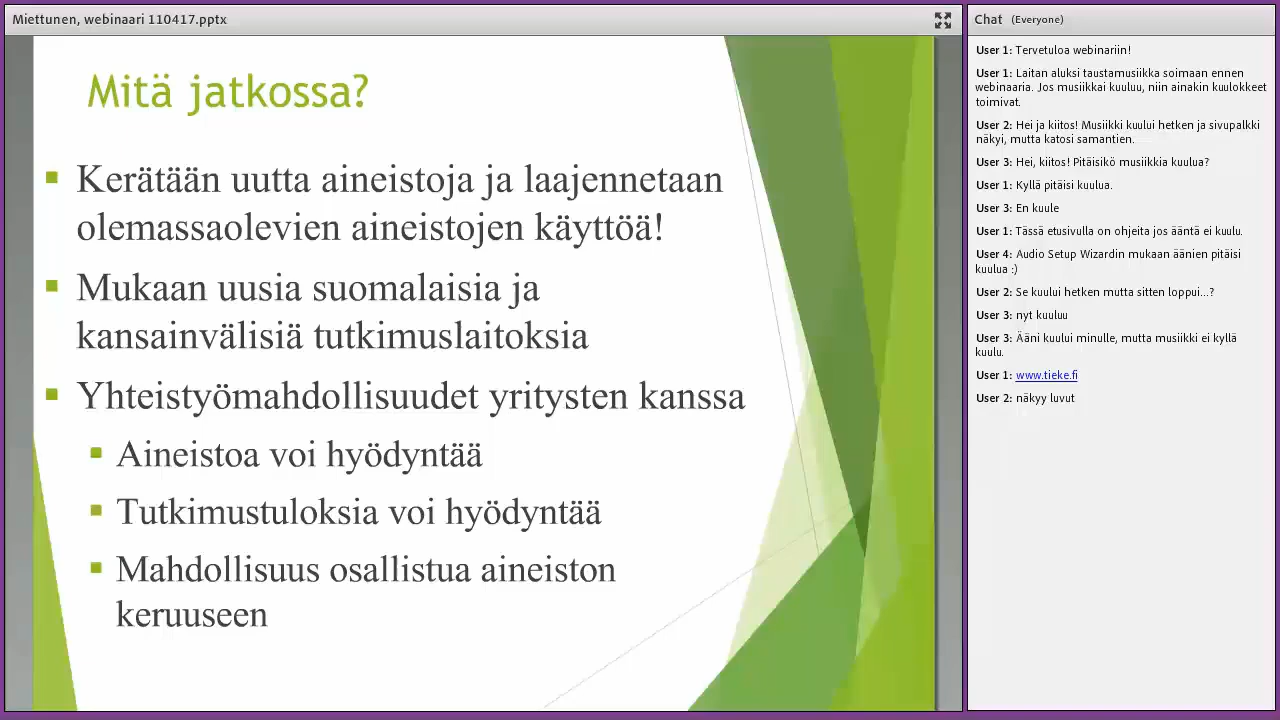 Miettunen, webinaari 110417.pptx
Mitä jatkossa?
Kerätään uutta aineistoja ja laajennetaan
olemassaolevien aineistojen käyttöä!
Mukaan uusia suomalaisia ja
kansainvälisiä tutkimuslaitoksia
Yhteistyömahdollisuudet yritysten kanssa
Aineistoa voi hyödyntää
Tutkimustuloksia voi hyödyntää
Mahdollisuus osallistua aineiston
keruuseen
Chat (Everyone)
User 1: Tervetuloa webinariin!
User 1: Laitan aluksi taustamusiikka soimaan ennen
webinaaria. Jos musiikkai kuuluu, niin ainakin kuulokkeet
toimivat.
User 2: Hei ja kiitos! Musiikki kuului hetken ja sivupalkki
näkyi, mutta katosi samantien.
User 3: Hei, kiitos! Pitäisikö musiikkia kuulua?
User 1: Kyllä pitäisi kuulua.
User 3: En kuule
User 1: Tässä etusivulla on ohjeita jos ääntä ei kuulu.
User 4: Audio Setup Wizardin mukaan äänien pitäisi
kuulua :)
User 2: Se kuului hetken mutta sitten loppui...?
User 3: nyt kuuluu
User 3: Ääni kuului minulle, mutta musiikki ei kyllä
kuulu.
User 1: www.tieke.fi
User 2: näkyy luvut